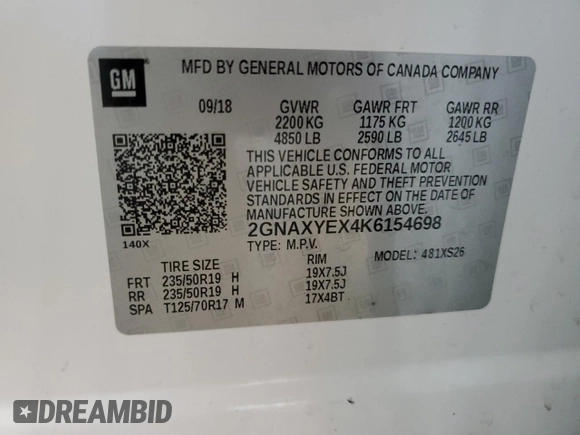 GM
MFD BY GENERAL MOTORS OF CANADA COMPANY
09/18 GVWR GAWR FRT GAWR RR
2200 KG 1175 KG 1200 KG
4850 LB 2590 LB 2645 LB
THIS VEHICLE CONFORMS TO ALL
APPLICABLE U.S. FEDERAL MOTOR
VEHICLE SAFETY AND THEFT PREVENTION
STANDARDS IN EFFECT ON THE DATE OF
MANUFACTURE SHOWN ABOVE.
140X
2GNAXYEX4K6154698
TYPE: M.P.V. MODEL: 481XS26
TIRE SIZE RIM
FRT 235/50R19 H 19X7.5J
RR 235/50R19 H 19X7.5J
SPA T125/70R17 M 17X4BT
DREAMBID